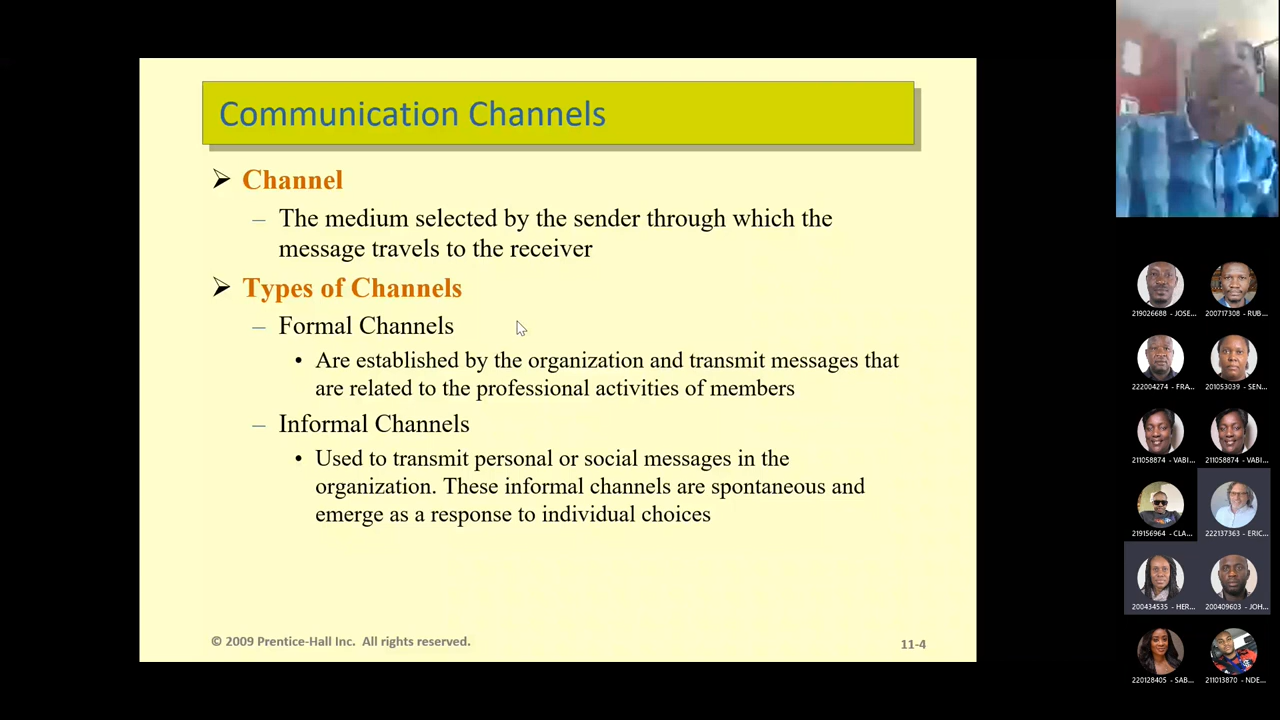 Communication Channels
➢ Channel
– The medium selected by the sender through which the
message travels to the receiver
➢ Types of Channels
– Formal Channels
• Are established by the organization and transmit messages that
are related to the professional activities of members
– Informal Channels
• Used to transmit personal or social messages in the
organization. These informal channels are spontaneous and
emerge as a response to individual choices
© 2009 Prentice-Hall Inc. All rights reserved.
11-4
219026688 - JOSE...
200717308 - RUB...
222004274 - FRA...
201053039 - SEN...
211058874 - VABI...
211058874 - VABI...
219156964 - CLA...
222137363 - ERIC...
200434535 - HER...
200409603 - JOH...
220128405 - SAB...
211013870 - NDE...